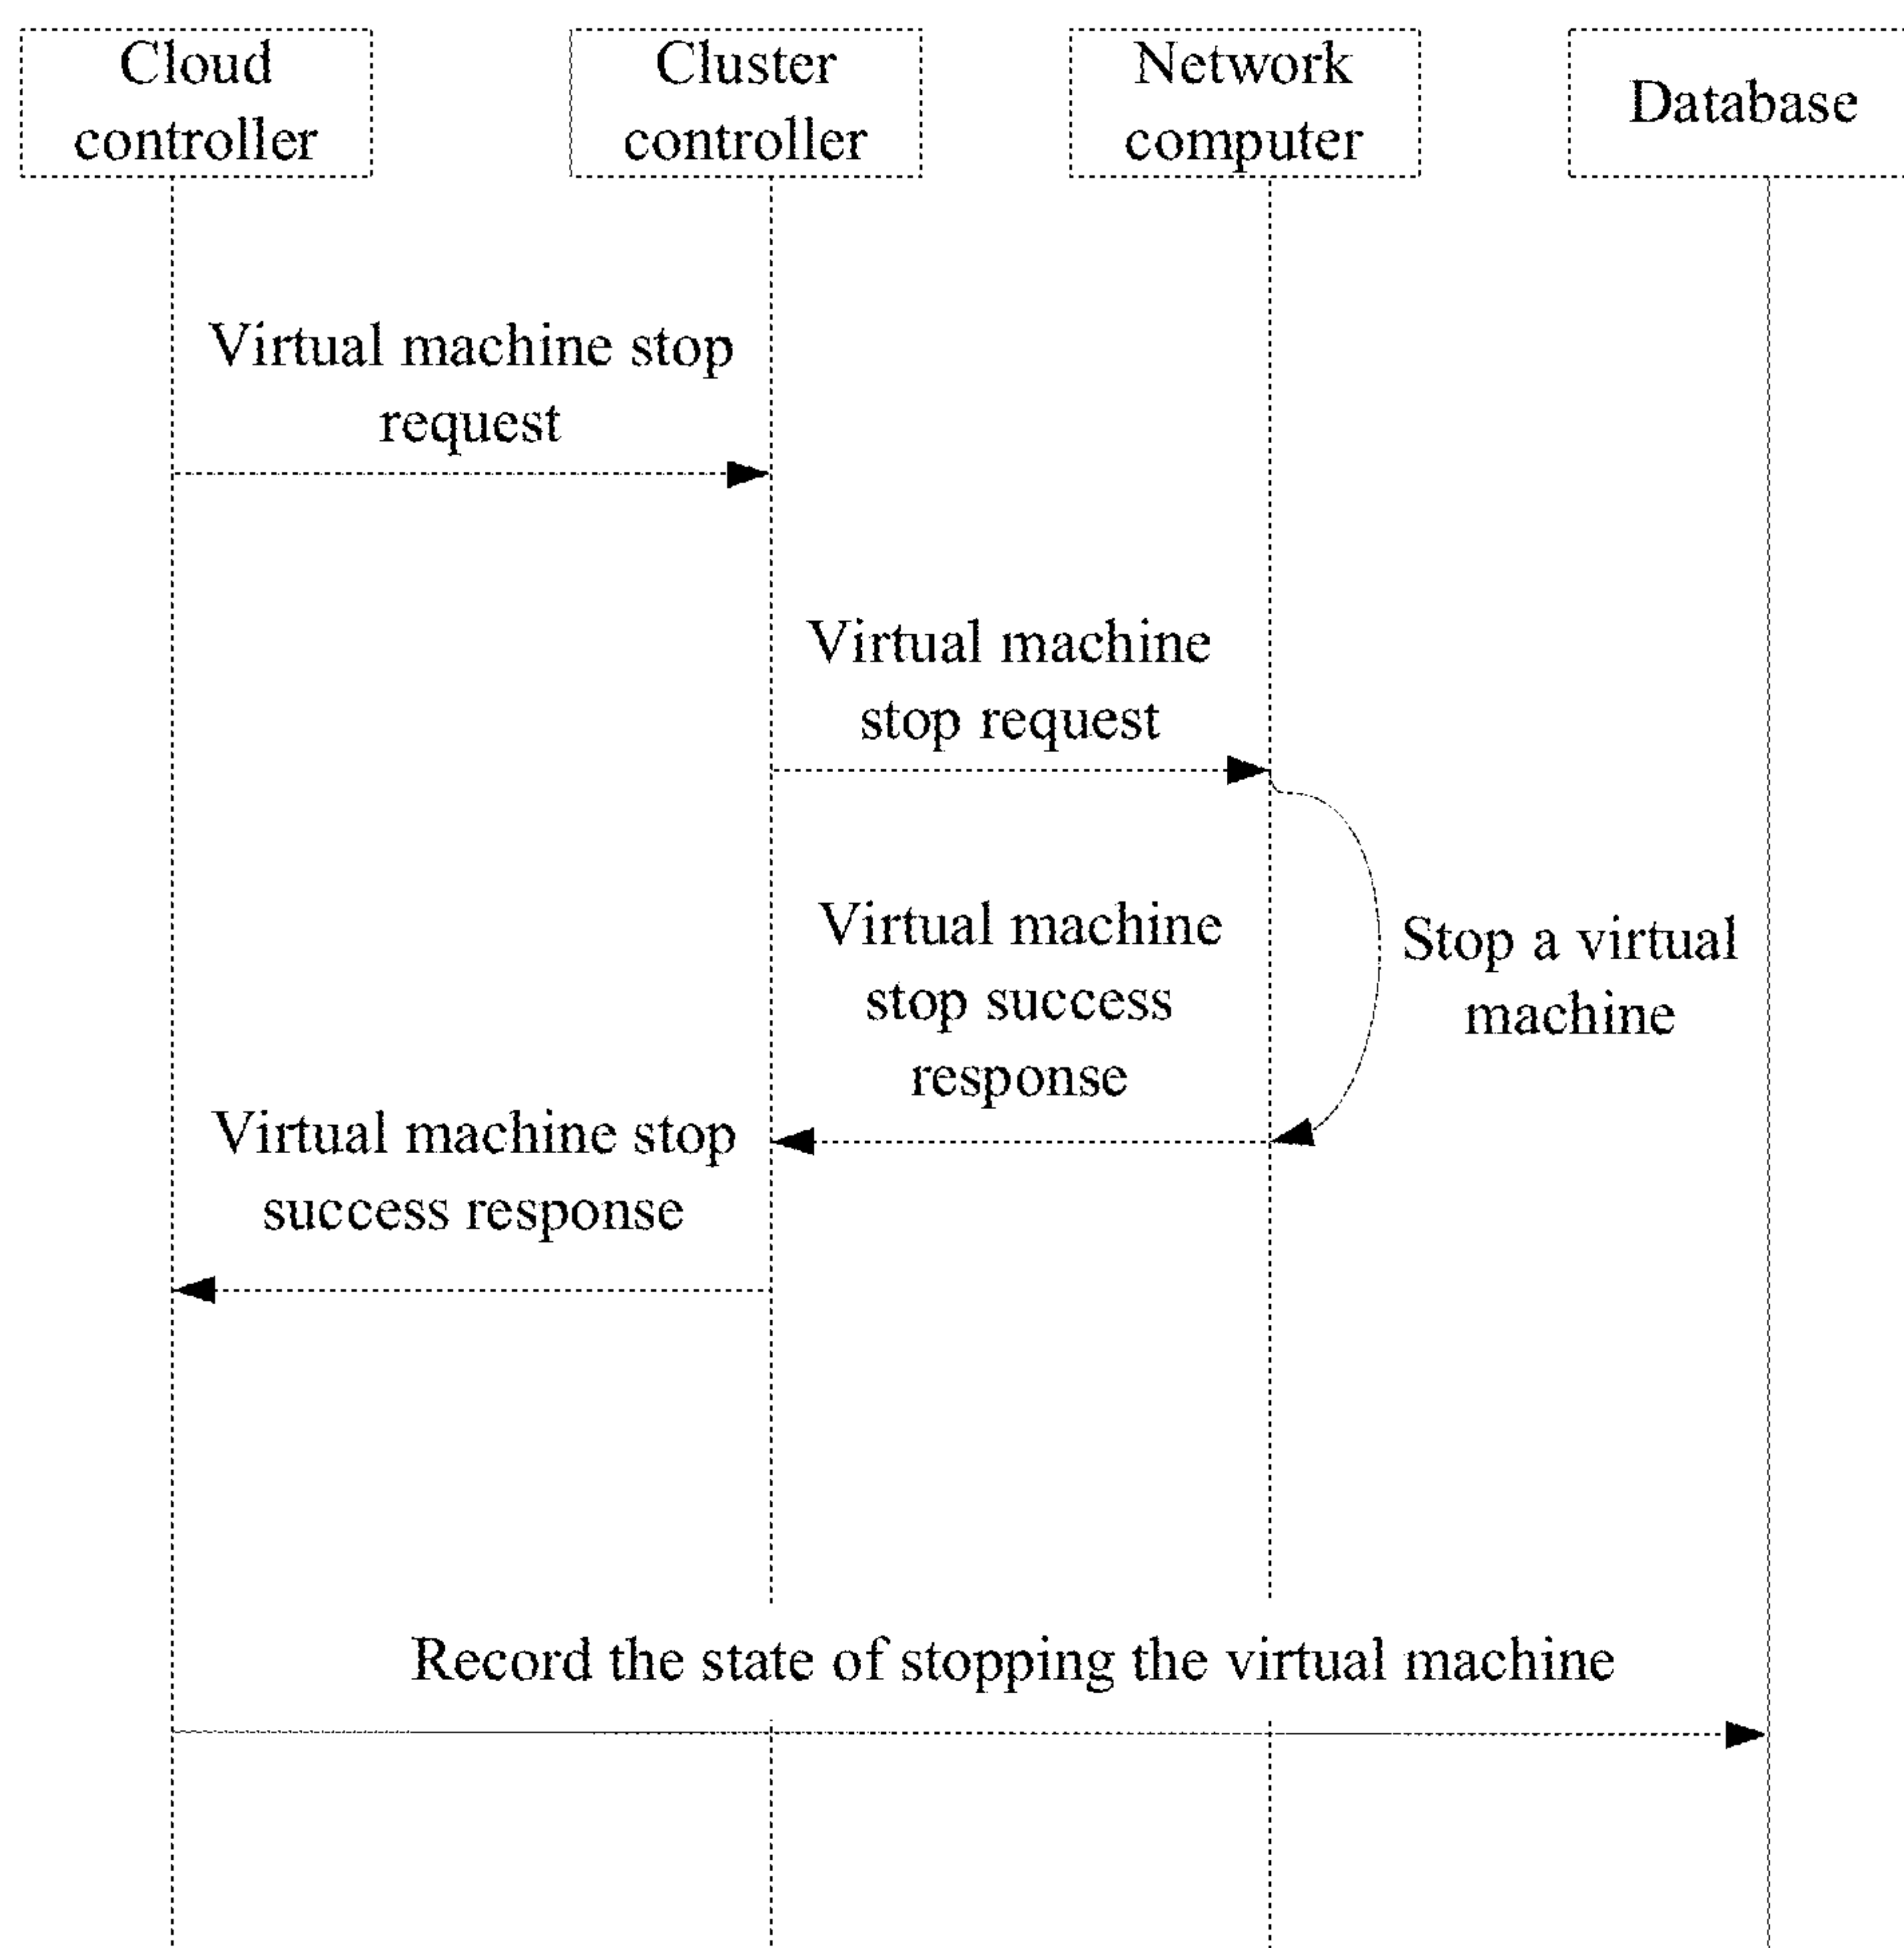 Cloud
controller
Cluster
controller
Network
computer
Database
Virtual machine stop
request
Virtual machine
stop request
Virtual machine
stop success
response
Stop a virtual
machine
Virtual machine stop
success response
Record the state of stopping the virtual machine